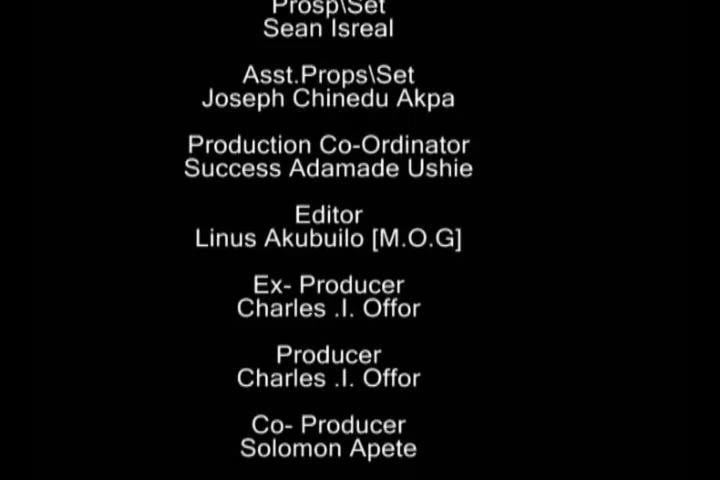 Prosp\Set
Sean Isreal
Asst.Props\Set
Joseph Chinedu Akpa
Production Co-Ordinator
Success Adamade Ushie
Editor
Linus Akubuilo [M.O.G]
Ex- Producer
Charles .I. Offor
Producer
Charles .I. Offor
Co- Producer
Solomon Apete